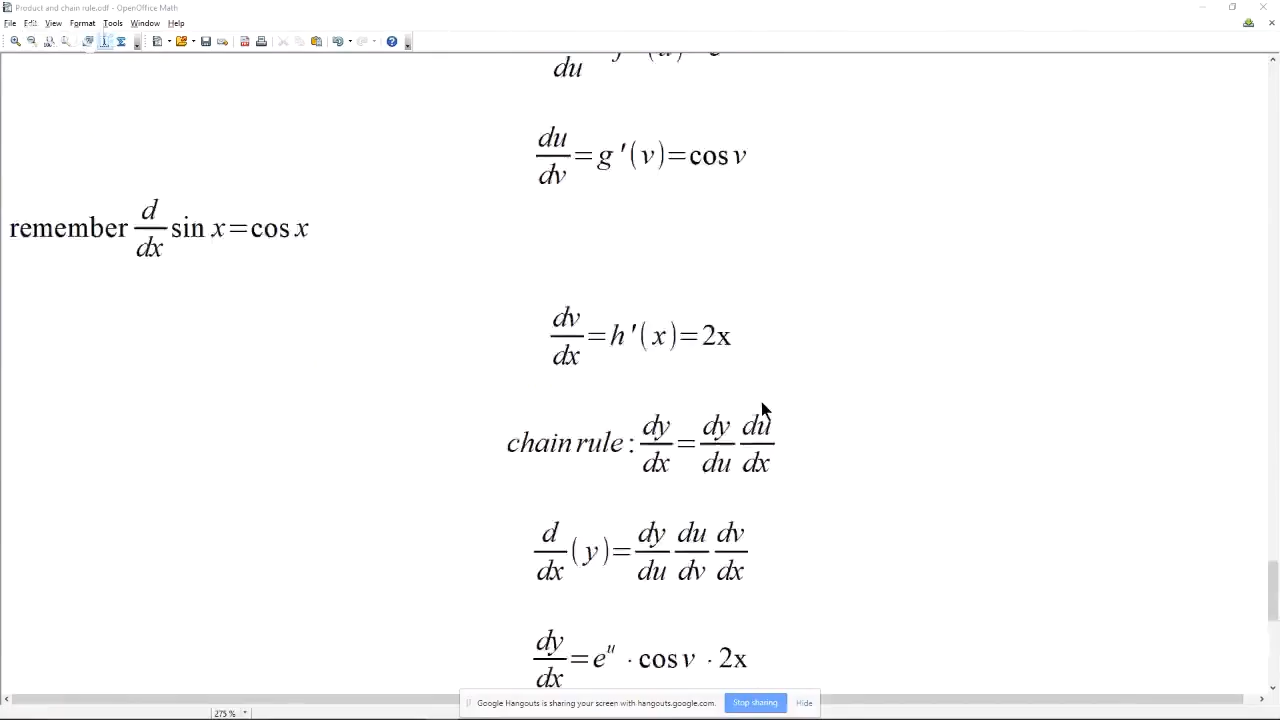 Product and chain rule.odf - OpenOffice Math
File Edit View Format Tools Window Help
du
du/dv = g '(v) = cos v
remember d/dx sin x = cos x
dv/dx = h '(x) = 2x
chain rule : dy/dx = dy/du du/dx
d/dx (y) = dy/du du/dv dv/dx
dy/dx = e^u · cos v · 2x
Google Hangouts is sharing your screen with hangouts.google.com. Stop sharing Hide
275 %